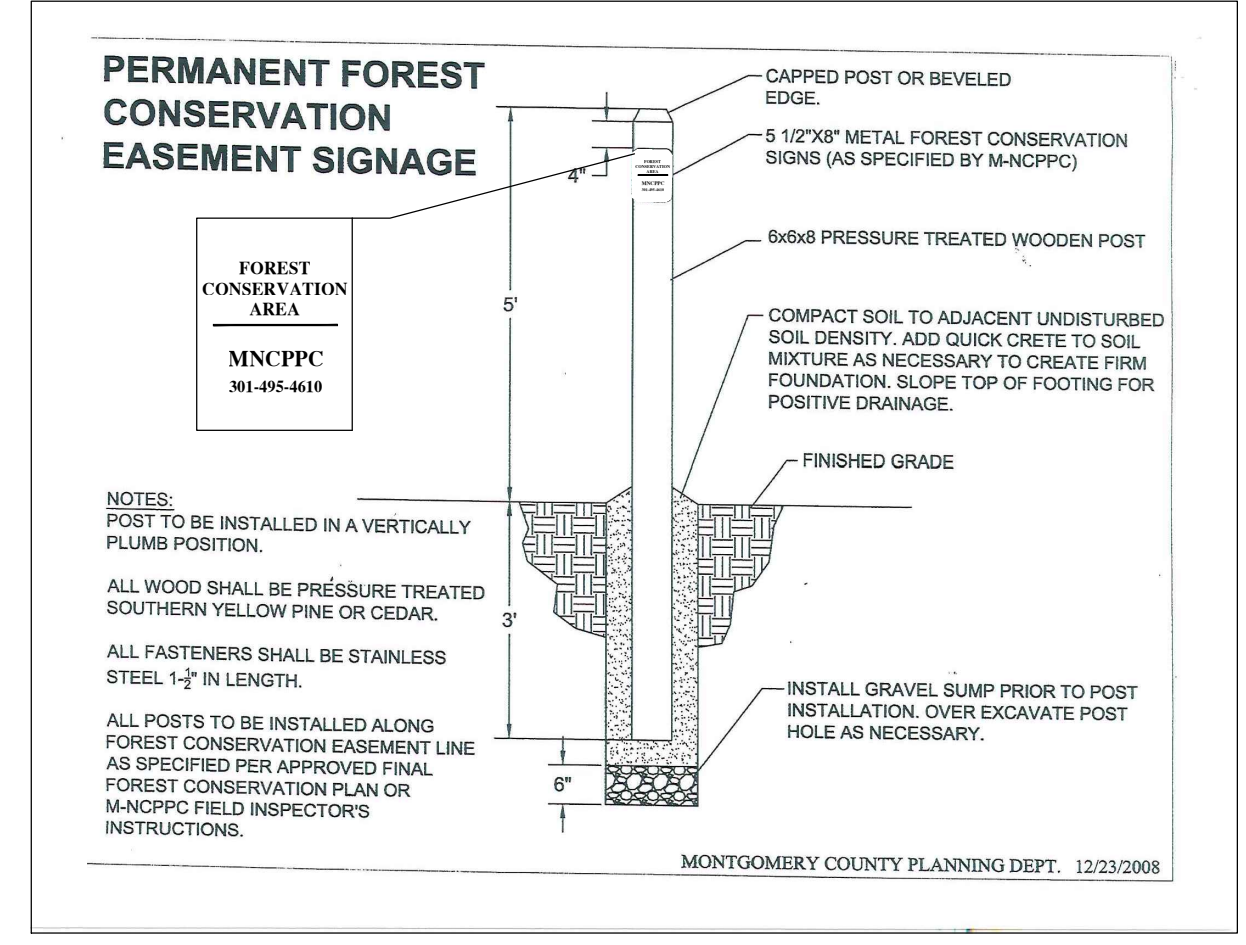 PERMANENT FOREST
CONSERVATION
EASEMENT SIGNAGE
CAPPED POST OR BEVELED
EDGE.
5 1/2"X8" METAL FOREST CONSERVATION
SIGNS (AS SPECIFIED BY M-NCPPC)
4"
FOREST
CONSERVATION
AREA
MNCPPC
301-495-4610
6x6x8 PRESSURE TREATED WOODEN POST
FOREST
CONSERVATION
AREA
MNCPPC
301-495-4610
5'
COMPACT SOIL TO ADJACENT UNDISTURBED
SOIL DENSITY. ADD QUICK CRETE TO SOIL
MIXTURE AS NECESSARY TO CREATE FIRM
FOUNDATION. SLOPE TOP OF FOOTING FOR
POSITIVE DRAINAGE.
FINISHED GRADE
NOTES:
POST TO BE INSTALLED IN A VERTICALLY
PLUMB POSITION.
ALL WOOD SHALL BE PRESSURE TREATED
SOUTHERN YELLOW PINE OR CEDAR.
ALL FASTENERS SHALL BE STAINLESS
STEEL 1-1/2" IN LENGTH.
ALL POSTS TO BE INSTALLED ALONG
FOREST CONSERVATION EASEMENT LINE
AS SPECIFIED PER APPROVED FINAL
FOREST CONSERVATION PLAN OR
M-NCPPC FIELD INSPECTOR'S
INSTRUCTIONS.
3'
6"
INSTALL GRAVEL SUMP PRIOR TO POST
INSTALLATION. OVER EXCAVATE POST
HOLE AS NECESSARY.
MONTGOMERY COUNTY PLANNING DEPT. 12/23/2008